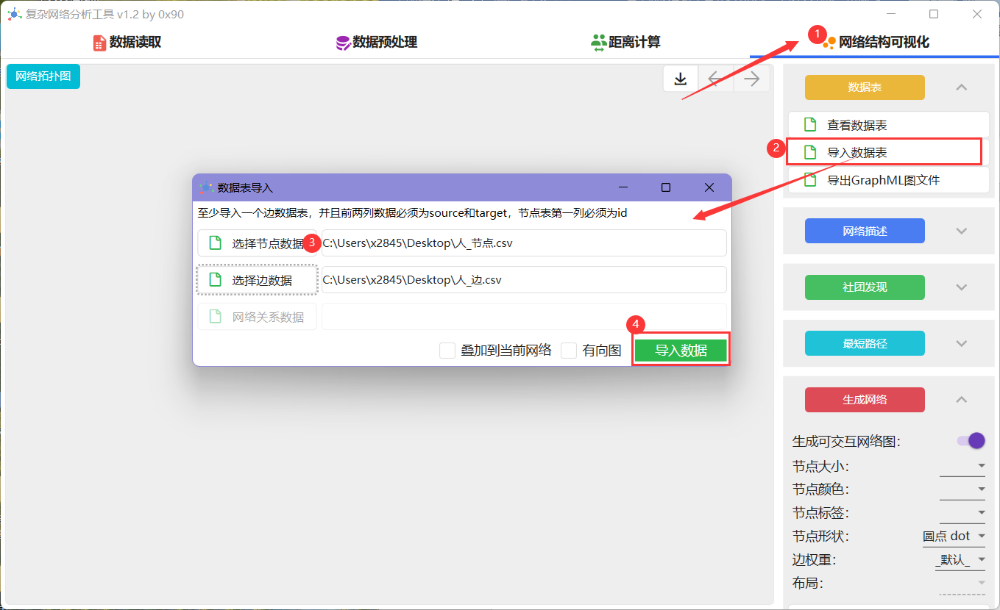 复杂网络分析工具 v1.2 by 0x90
数据读取
数据预处理
距离计算
1
网络结构可视化
网络拓扑图
数据表
查看数据表
2
导入数据表
导出GraphML图文件
数据表导入
至少导入一个边数据表，并且前两列数据必须为source和target，节点表第一列必须为id
选择节点数据
3
C:\Users\x2845\Desktop\人_节点.csv
选择边数据
C:\Users\x2845\Desktop\人_边.csv
网络关系数据
4
叠加到当前网络
有向图
导入数据
网络描述
社团发现
最短路径
生成网络
生成可交互网络图：
节点大小：
节点颜色：
节点标签：
节点形状：
圆点 dot
边权重：
_默认_
布局：